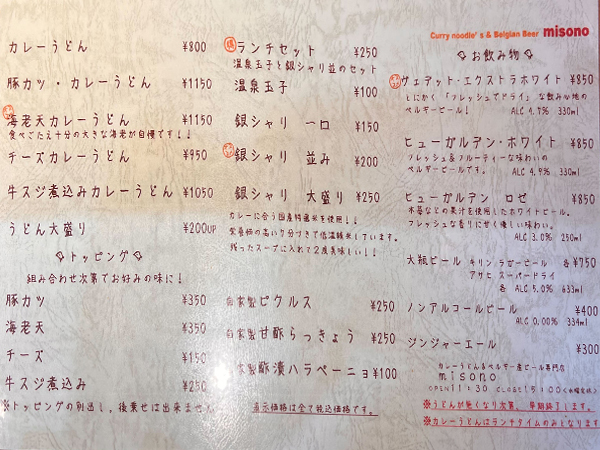 Curry noodle's & Belgian Beer misono
カレーうどん ¥800
豚カツ・カレーうどん ¥1150
海老天カレーうどん ¥1150
食べごたえ十分の大きな海老が自慢です！！
チーズカレーうどん ¥950
牛スジ煮込みカレーうどん ¥1050
うどん大盛り ¥200UP
◇トッピング◇
組み合わせ次第でお好みの味に！
豚カツ ¥350
海老天 ¥350
チーズ ¥150
牛スジ煮込み ¥250
※トッピングの別出し，後乗せは出来ません
ランチセット ¥250
温泉玉子と銀シャリ並のセット
温泉玉子 ¥100
銀シャリ 一口 ¥150
銀シャリ 並み ¥200
銀シャリ 大盛り ¥250
カレーに合う国産特選米を使用！！
栄養価の高い7分づきで低温精米しています。
残ったスープに入れて2度美味しい！！
自家製ピクルス ¥250
自家製甘酢らっきょう ¥250
家製酢漬ハラペーニョ ¥100
表示価格は全て税込価格です。
◇お飲み物◇
ヴェデット・エクストラホワイト ¥850
とにかく「フレッシュでドライ」な飲み心地の
ベルギービール！ ALC 4.7% 330ml
ヒューガルデン・ホワイト ¥850
フレッシュ&フルーティーな味わいの
ベルギービールです。 ALC 4.9% 330ml
ヒューガルデン ロゼ ¥850
木苺などの果汁を使用したホワイトビール。
フレッシュな香りに甘く優しい味わい。
ALC 3.0% 250ml
大瓶ビール キリン ラガービール 各¥750
アサヒ スーパードライ
各 ALC 5.0% 633ml
ノンアルコールビール ¥400
ALC 0.00% 334ml
ジンジャーエール ¥300
カレーうどん&ベルギー産ビール専門店
misono
OPEN11:30 CLOSE15:00<水曜定休>
※うどんが無くなり次第，早期終了します。
※カレーうどんはランチタイムのみとなります